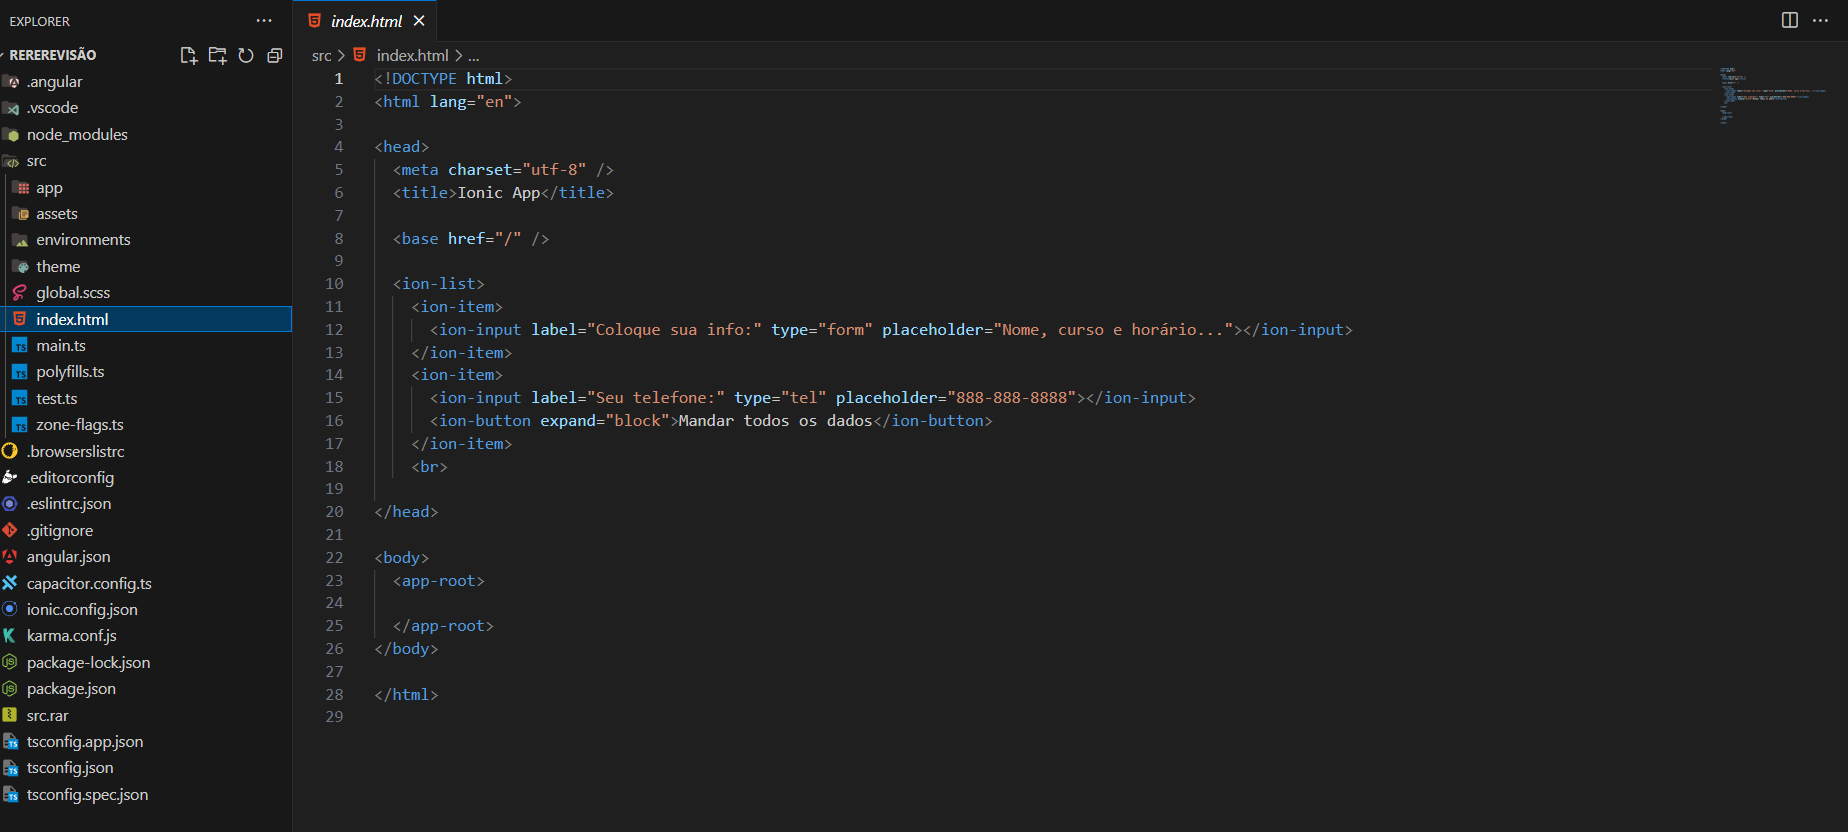 EXPLORER
REREREVISÃO
.angular
.vscode
node_modules
src
app
assets
environments
theme
global.scss
index.html
main.ts
polyfills.ts
test.ts
zone-flags.ts
.browserslistrc
.editorconfig
.eslintrc.json
.gitignore
angular.json
capacitor.config.ts
ionic.config.json
karma.conf.js
package-lock.json
package.json
src.rar
tsconfig.app.json
tsconfig.json
tsconfig.spec.json
index.html
src > index.html > ...
1 <!DOCTYPE html>
2 <html lang="en">
3
4 <head>
5 <meta charset="utf-8" />
6 <title>Ionic App</title>
7
8 <base href="/" />
9
10 <ion-list>
11 <ion-item>
12 <ion-input label="Coloque sua info:" type="form" placeholder="Nome, curso e horário..."></ion-input>
13 </ion-item>
14 <ion-item>
15 <ion-input label="Seu telefone:" type="tel" placeholder="888-888-8888"></ion-input>
16 <ion-button expand="block">Mandar todos os dados</ion-button>
17 </ion-item>
18 <br>
19
20 </head>
21
22 <body>
23 <app-root>
24
25 </app-root>
26 </body>
27
28 </html>
29